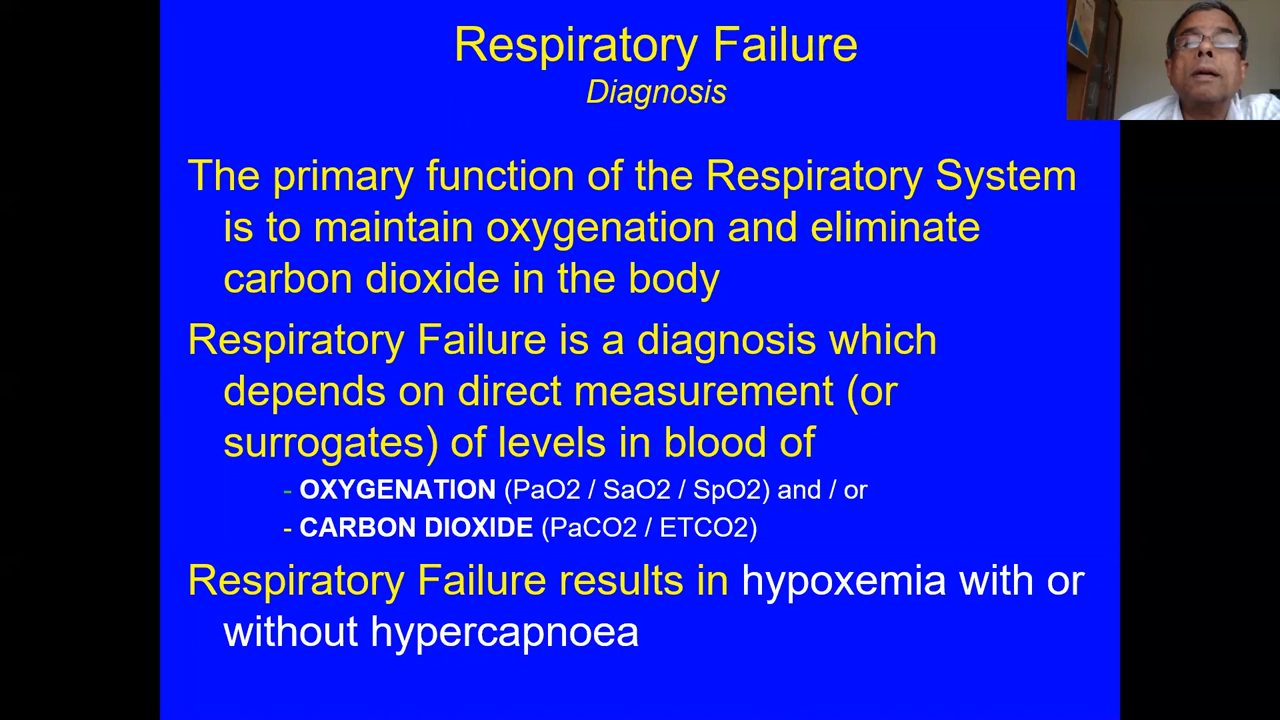 Respiratory Failure
Diagnosis
The primary function of the Respiratory System
is to maintain oxygenation and eliminate
carbon dioxide in the body
Respiratory Failure is a diagnosis which
depends on direct measurement (or
surrogates) of levels in blood of
- OXYGENATION (PaO2 / SaO2 / SpO2) and / or
- CARBON DIOXIDE (PaCO2 / ETCO2)
Respiratory Failure results in hypoxemia with or
without hypercapnoea